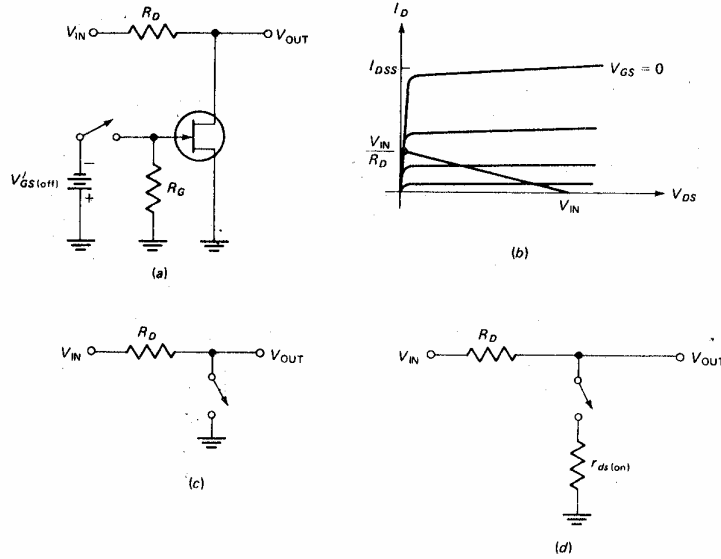 V_IN R_D V_OUT
V'_GS(off) − +
R_G
(a)
I_D
I_DSS
V_GS = 0
V_IN / R_D
V_IN
V_DS
(b)
V_IN R_D V_OUT
(c)
V_IN R_D V_OUT
r_ds(on)
(d)